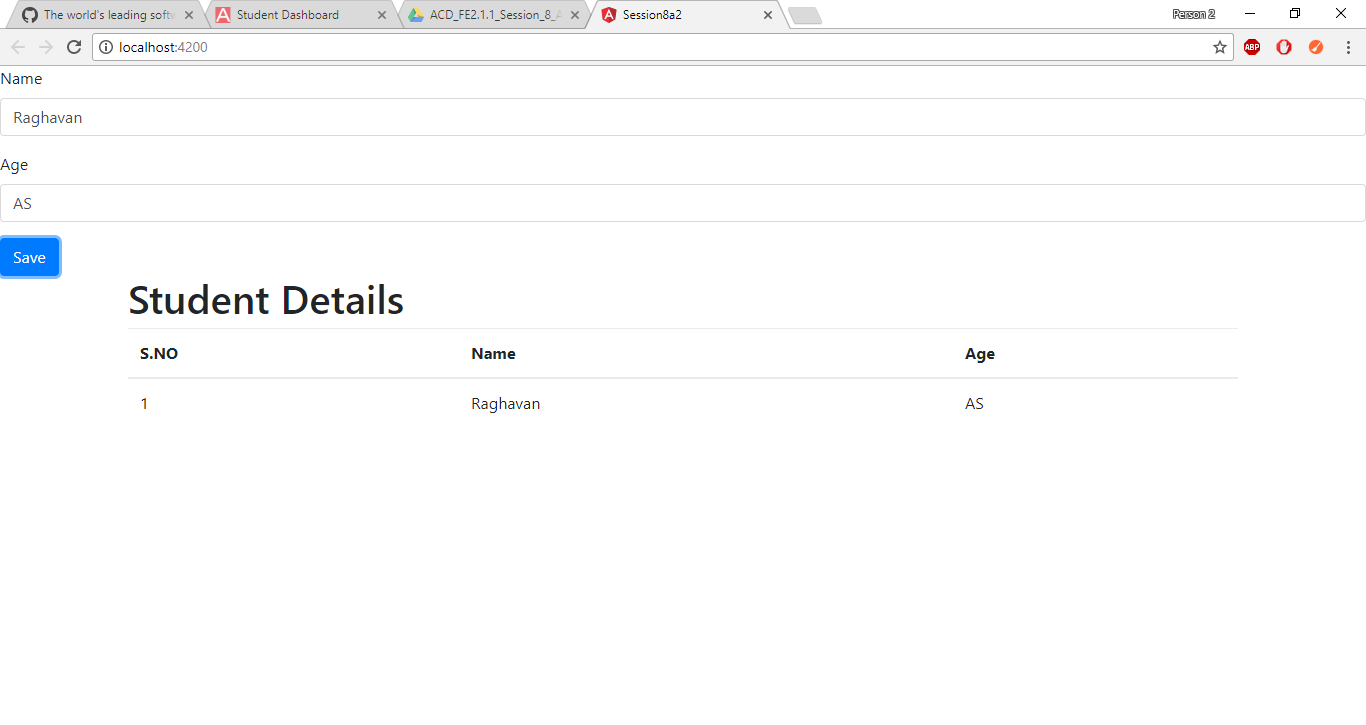 The world's leading softw
Student Dashboard
ACD_FE2.1.1_Session_8_A
Session8a2
Person 2
localhost:4200
ABP
Name
Raghavan
Age
AS
Save
Student Details
S.NO Name Age
1 Raghavan AS